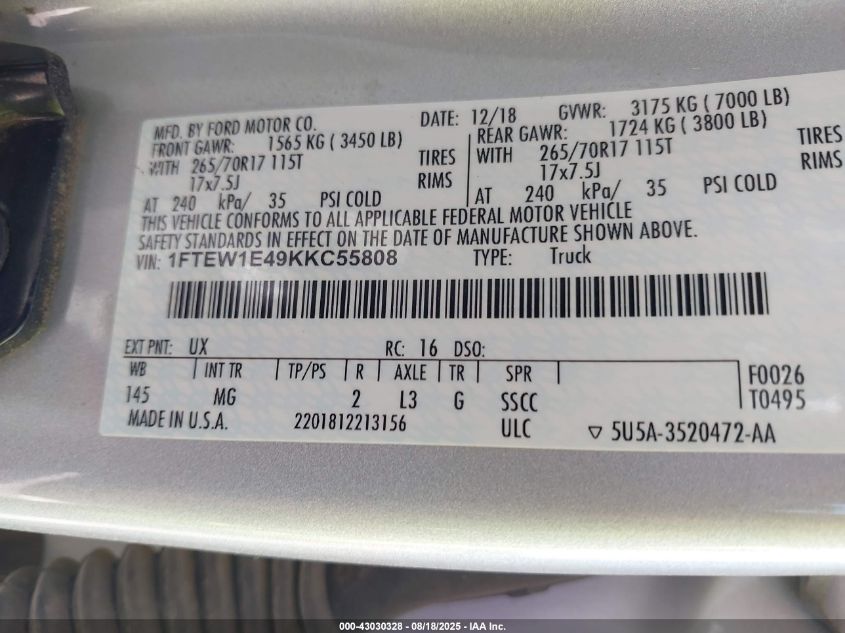 MFD. BY FORD MOTOR CO. DATE: 12/18 GVWR: 3175 KG ( 7000 LB)
FRONT GAWR: 1565 KG ( 3450 LB) REAR GAWR: 1724 KG ( 3800 LB)
WITH 265/70R17 115T TIRES WITH 265/70R17 115T TIRES
17x7.5J RIMS 17x7.5J RIMS
AT 240 kPa/ 35 PSI COLD AT 240 kPa/ 35 PSI COLD
THIS VEHICLE CONFORMS TO ALL APPLICABLE FEDERAL MOTOR VEHICLE
SAFETY STANDARDS IN EFFECT ON THE DATE OF MANUFACTURE SHOWN ABOVE.
VIN: 1FTEW1E49KKC55808 TYPE: Truck
EXT PNT: UX RC: 16 DSO:
WB INT TR TP/PS R AXLE TR SPR F0026
145 MG 2 L3 G SSCC T0495
MADE IN U.S.A. 2201812213156 ULC ▽ 5U5A-3520472-AA
000-43030328 - 08/18/2025 - IAA Inc.